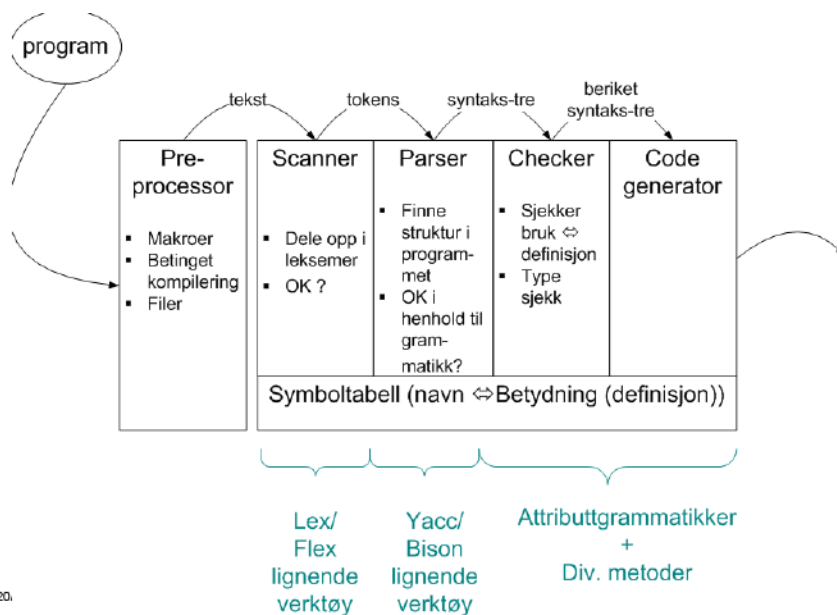 program
tekst
tokens
syntaks-tre
beriket
syntaks-tre
Pre-
processor
▪ Makroer
▪ Betinget
kompilering
▪ Filer
Scanner
▪ Dele opp i
leksemer
▪ OK ?
Parser
▪ Finne
struktur i
program-
met
▪ OK i
henhold til
gram-
matikk?
Checker
▪ Sjekker
bruk ⇔
definisjon
▪ Type
sjekk
Code
generator
Symboltabell (navn ⇔Betydning (definisjon))
Lex/
Flex
lignende
verktøy
Yacc/
Bison
lignende
verktøy
Attributtgrammatikker
+
Div. metoder